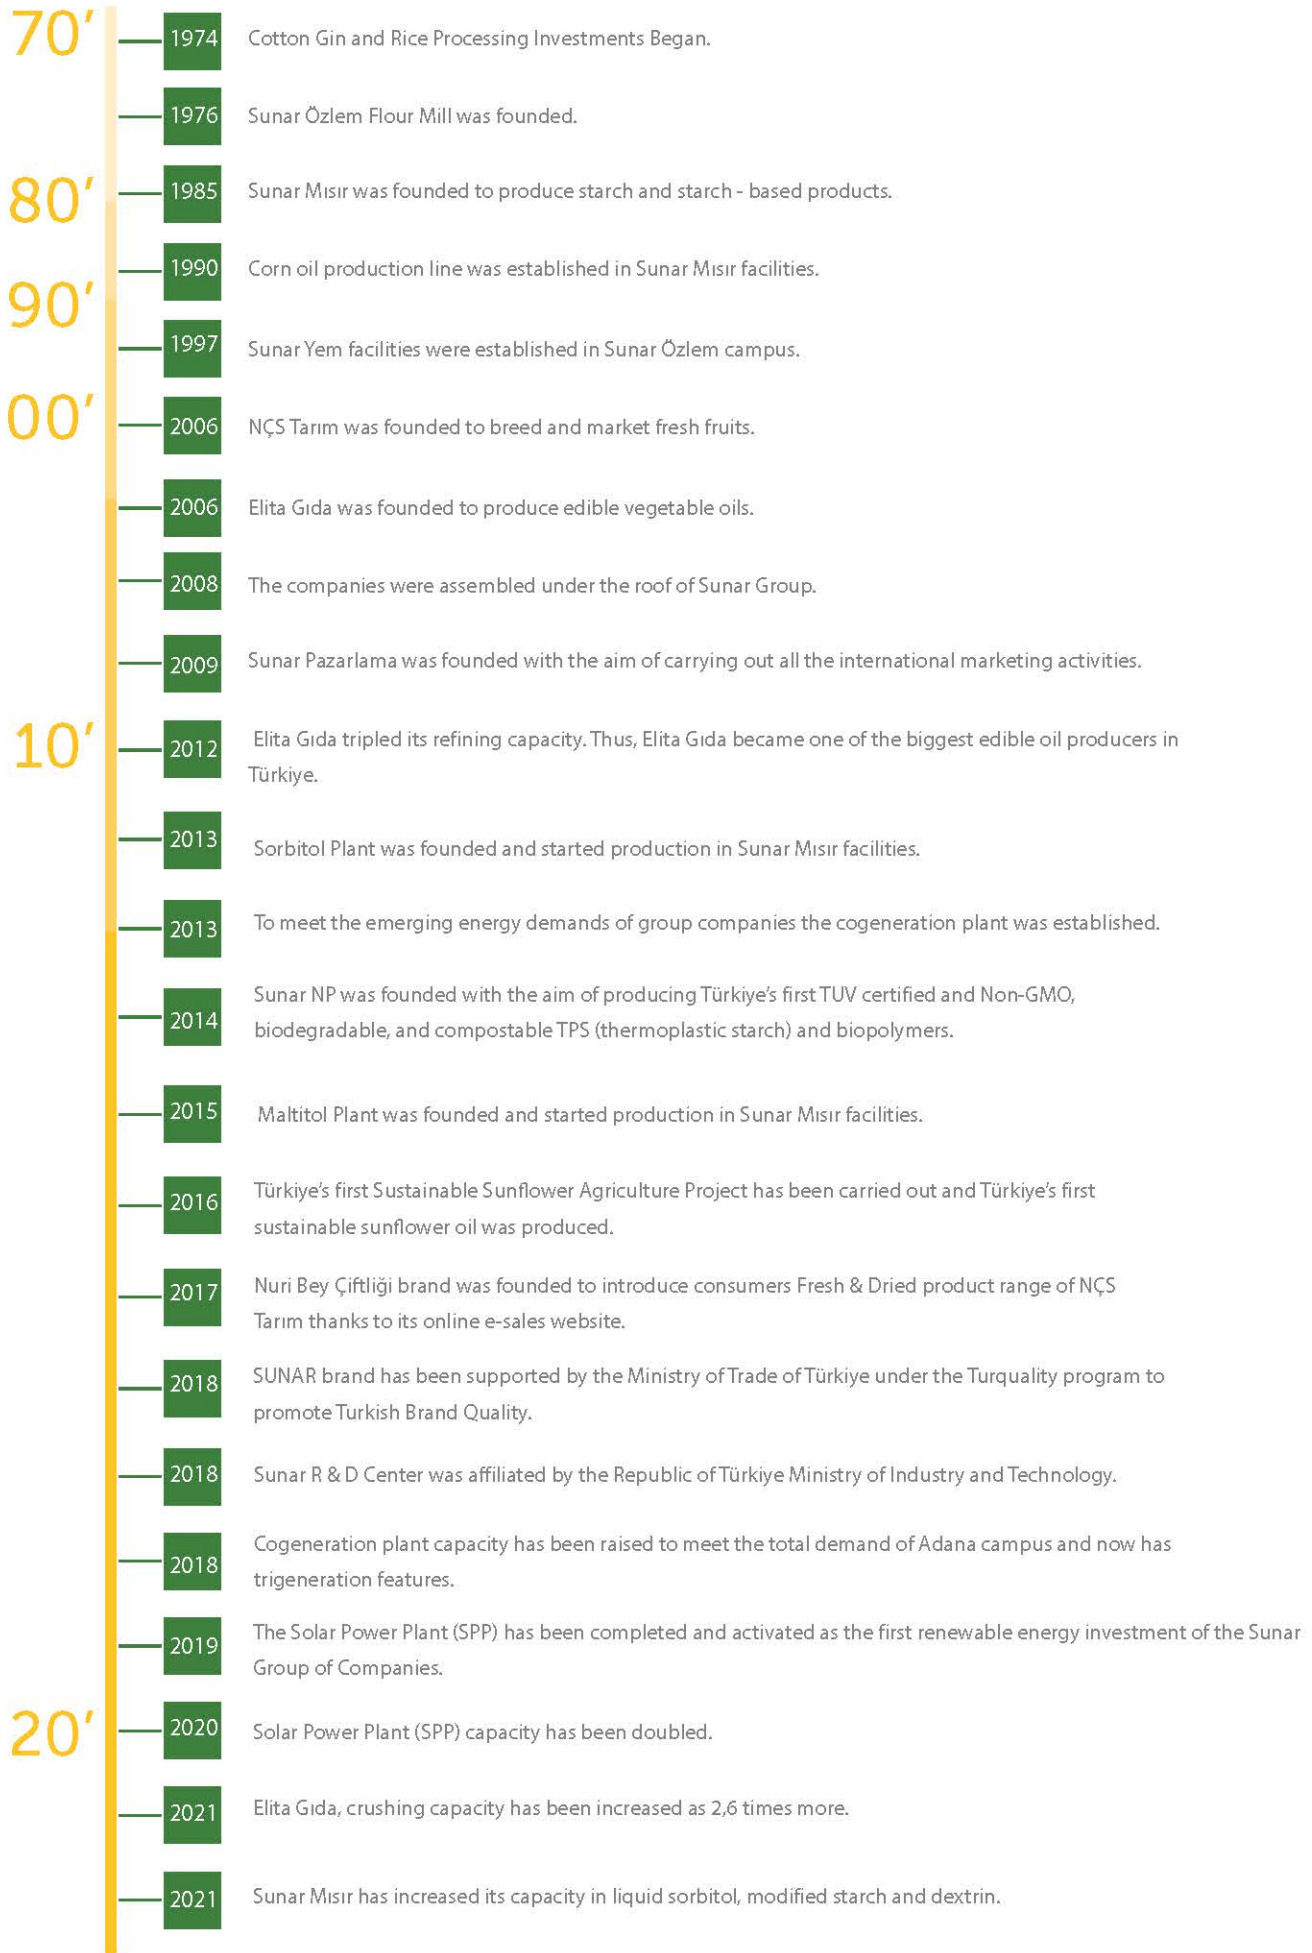 70′
1974
Cotton Gin and Rice Processing Investments Began.
1976
Sunar Özlem Flour Mill was founded.
80′
1985
Sunar Mısır was founded to produce starch and starch - based products.
1990
Corn oil production line was established in Sunar Mısır facilities.
90′
1997
Sunar Yem facilities were established in Sunar Özlem campus.
00′
2006
NÇS Tarım was founded to breed and market fresh fruits.
2006
Elita Gıda was founded to produce edible vegetable oils.
2008
The companies were assembled under the roof of Sunar Group.
2009
Sunar Pazarlama was founded with the aim of carrying out all the international marketing activities.
10′
2012
Elita Gıda tripled its refining capacity. Thus, Elita Gıda became one of the biggest edible oil producers in
Türkiye.
2013
Sorbitol Plant was founded and started production in Sunar Mısır facilities.
2013
To meet the emerging energy demands of group companies the cogeneration plant was established.
2014
Sunar NP was founded with the aim of producing Türkiye’s first TUV certified and Non-GMO,
biodegradable, and compostable TPS (thermoplastic starch) and biopolymers.
2015
Maltitol Plant was founded and started production in Sunar Mısır facilities.
2016
Türkiye’s first Sustainable Sunflower Agriculture Project has been carried out and Türkiye’s first
sustainable sunflower oil was produced.
2017
Nuri Bey Çiftliği brand was founded to introduce consumers Fresh & Dried product range of NÇS
Tarım thanks to its online e-sales website.
2018
SUNAR brand has been supported by the Ministry of Trade of Türkiye under the Turquality program to
promote Turkish Brand Quality.
2018
Sunar R & D Center was affiliated by the Republic of Türkiye Ministry of Industry and Technology.
2018
Cogeneration plant capacity has been raised to meet the total demand of Adana campus and now has
trigeneration features.
2019
The Solar Power Plant (SPP) has been completed and activated as the first renewable energy investment of the Sunar
Group of Companies.
20′
2020
Solar Power Plant (SPP) capacity has been doubled.
2021
Elita Gıda, crushing capacity has been increased as 2,6 times more.
2021
Sunar Mısır has increased its capacity in liquid sorbitol, modified starch and dextrin.